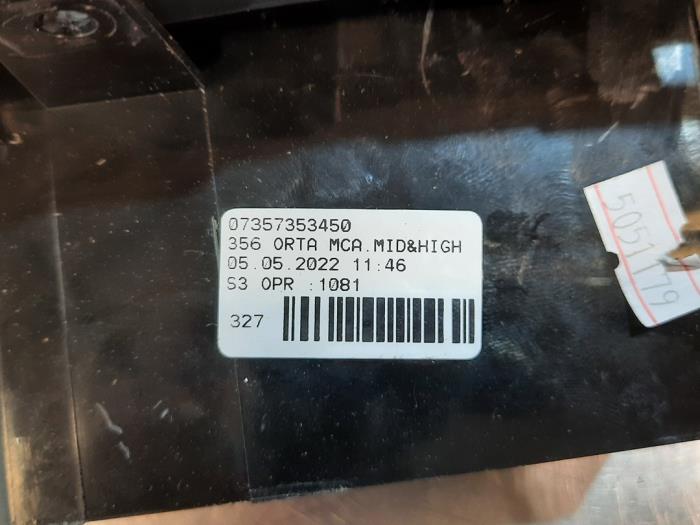 07357353450
356 ORTA MCA.MID&HIGH
05.05.2022 11:46
S3 OPR :1081
327
5051179